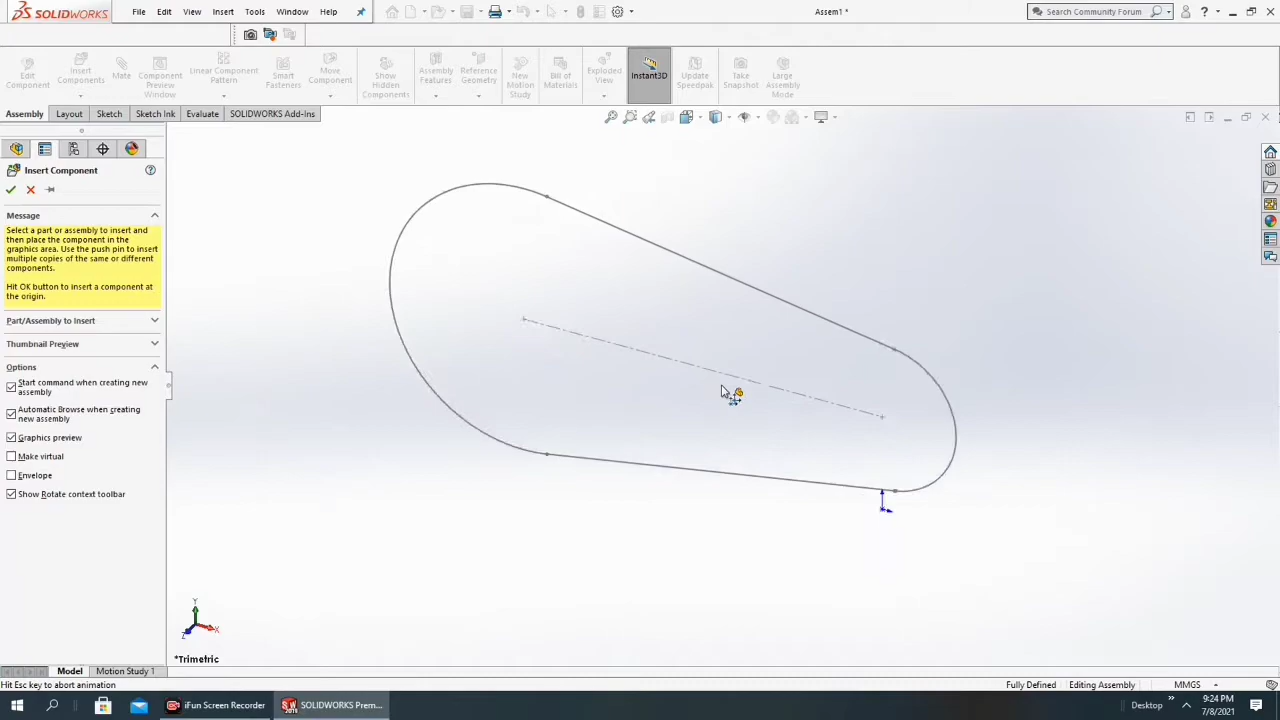 SOLIDWORKS File Edit View Insert Tools Window Help Assem1 * Search Community Forum
Edit Component Insert Components Mate Component Preview Window Linear Component Pattern Smart Fasteners Move Component Show Hidden Components Assembly Features Reference Geometry New Motion Study Bill of Materials Exploded View Instant3D Update Speedpak Take Snapshot Large Assembly Mode
Assembly Layout Sketch Sketch Ink Evaluate SOLIDWORKS Add-Ins
Insert Component
Message
Select a part or assembly to insert and
then place the component in the
graphics area. Use the push pin to insert
multiple copies of the same or different
components.
Hit OK button to insert a component at
the origin.
Part/Assembly to Insert
Thumbnail Preview
Options
Start command when creating new
assembly
Automatic Browse when creating
new assembly
Graphics preview
Make virtual
Envelope
Show Rotate context toolbar
Y
X
Z
*Trimetric
Model Motion Study 1
Hit Esc key to abort animation Fully Defined Editing Assembly MMGS
iFun Screen Recorder SOLIDWORKS Prem... Desktop 9:24 PM
7/8/2021